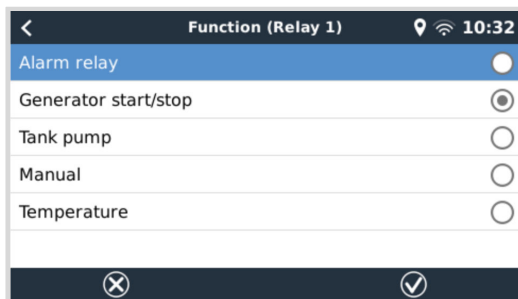 Function (Relay 1) 10:32
Alarm relay
Generator start/stop
Tank pump
Manual
Temperature